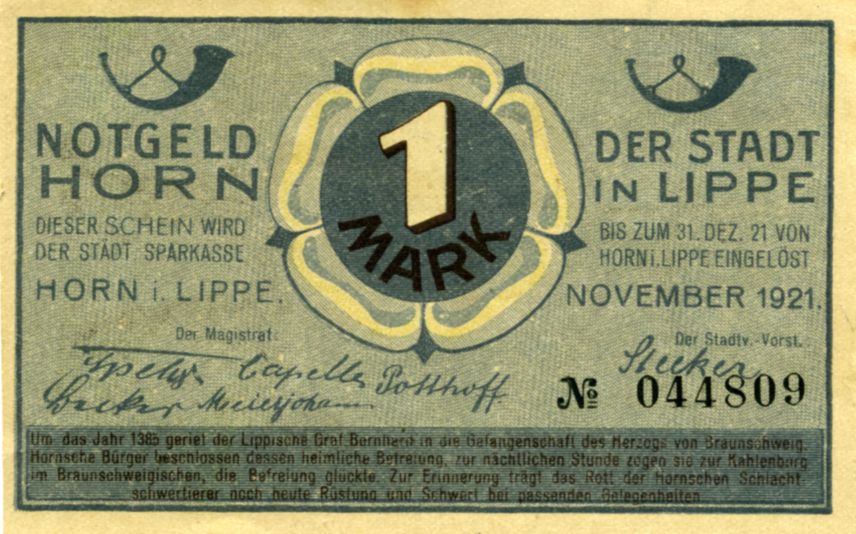 NOTGELD DER STADT
HORN IN LIPPE
DIESER SCHEIN WIRD BIS ZUM 31. DEZ. 21 VON
DER STÄDT SPARKASSE HORN i. LIPPE EINGELÖST
HORN i. LIPPE. NOVEMBER 1921.
1
MARK
Der Magistrat: Der Stadtv.-Vorst.:
Capelle Potthoff
Becker Meierjohann
Stecker
№ 044809
Um das Jahr 1385 geriet der Lippische Graf Bernhard in die Gefangenschaft des Herzogs von Braunschweig.
Hornsche Bürger beschlossen dessen heimliche Befreiung, zur nächtlichen Stunde zogen sie zur Kahlenburg
im Braunschweigischen, die Befreiung glückte. Zur Erinnerung trägt das Rott der Hornschen Schlacht-
schwertierer noch heute Rüstung und Schwert bei passenden Gelegenheiten.